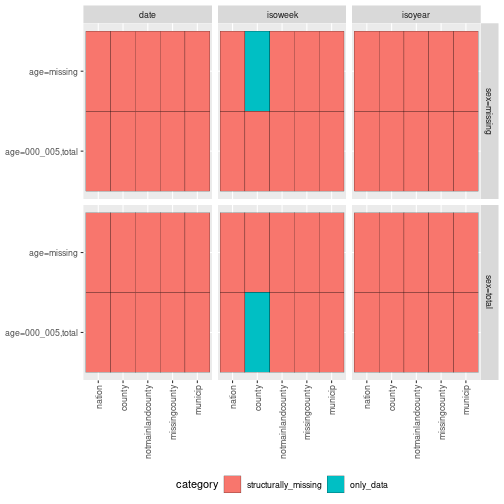 date isoweek isoyear
age=missing
age=000_005,total
sex=missing
age=missing
age=000_005,total
sex=total
nation county notmainlandcounty missingcounty municip nation county notmainlandcounty missingcounty municip nation county notmainlandcounty missingcounty municip
category structurally_missing only_data